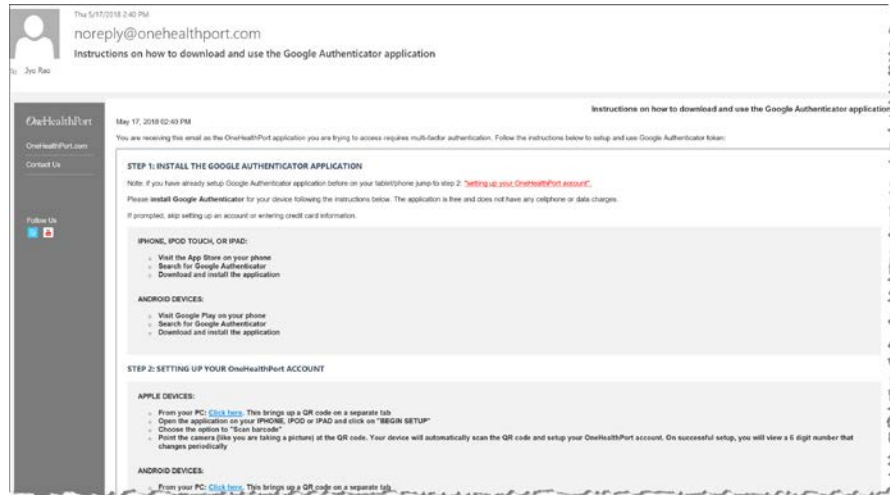 Thu 5/17/2018 2:40 PM
noreply@onehealthport.com
Instructions on how to download and use the Google Authenticator application
To Jyo Rao
Instructions on how to download and use the Google Authenticator application
OneHealthPort
OneHealthPort.com
Contact Us
Follow Us
May 17, 2018 02:40 PM
You are receiving this email as the OneHealthPort application you are trying to access requires multi-factor authentication. Follow the instructions below to setup and use Google Authenticator token:
STEP 1: INSTALL THE GOOGLE AUTHENTICATOR APPLICATION
Note: if you have already setup Google Authenticator application before on your tablet/phone jump to step 2: "setting up your OneHealthPort account".
Please install Google Authenticator for your device following the instructions below. The application is free and does not have any cellphone or data charges.
If prompted, skip setting up an account or entering credit card information.
IPHONE, IPOD TOUCH, OR IPAD:
Visit the App Store on your phone
Search for Google Authenticator
Download and install the application
ANDROID DEVICES:
Visit Google Play on your phone
Search for Google Authenticator
Download and install the application
STEP 2: SETTING UP YOUR OneHealthPort ACCOUNT
APPLE DEVICES:
From your PC: Click here. This brings up a QR code on a separate tab
Open the application on your IPHONE, IPOD or IPAD and click on "BEGIN SETUP"
Choose the option to "Scan barcode"
Point the camera (like you are taking a picture) at the QR code. Your device will automatically scan the QR code and setup your OneHealthPort account. On successful setup, you will view a 6 digit number that
changes periodically
ANDROID DEVICES:
From your PC: Click here. This brings up a QR code on a separate tab